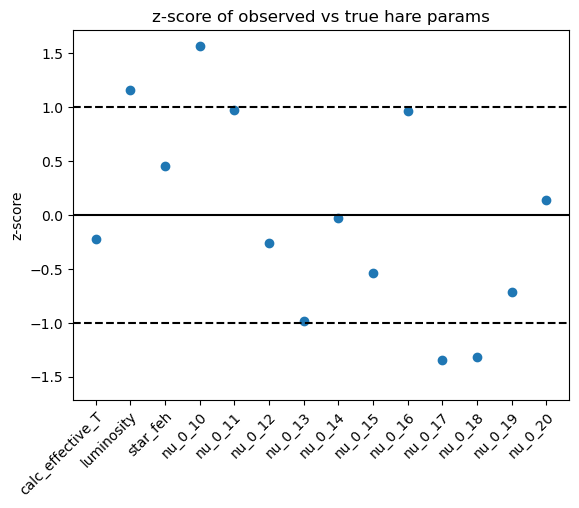 z-score of observed vs true hare params
z-score
1.5
1.0
0.5
0.0
−0.5
−1.0
−1.5
calc_effective_T
luminosity
star_feh
nu_0_10
nu_0_11
nu_0_12
nu_0_13
nu_0_14
nu_0_15
nu_0_16
nu_0_17
nu_0_18
nu_0_19
nu_0_20